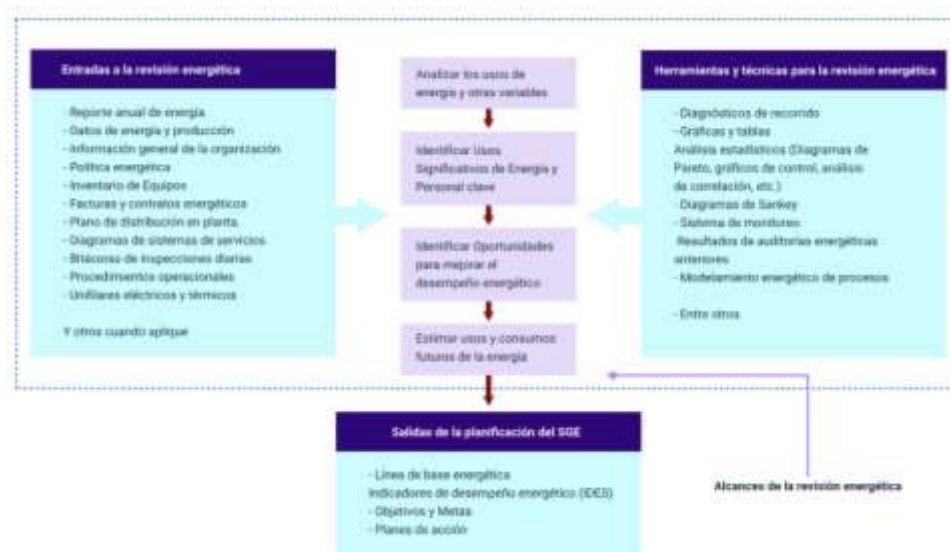 Entradas a la revisión energética
- Reporte anual de energía
- Datos de energía y producción
- Información general de la organización
- Política energética
- Inventario de Equipos
- Facturas y contratos energéticos
- Plano de distribución en planta.
- Diagramas de sistemas de servicios.
- Bitácoras de inspecciones diarias
- Procedimientos operacionales
- Unifilares eléctricos y térmicos
Y otros cuando aplique
Analizar los usos de
energía y otras variables
Identificar Usos
Significativos de Energía y
Personal clave
Identificar Oportunidades
para mejorar el
desempeño energético
Estimar usos y consumos
futuros de la energía
Herramientas y técnicas para la revisión energética
- Diagnósticos de recorrido
- Gráficas y tablas
Análisis estadísticos (Diagramas de
Pareto, gráficos de control, análisis
de correlación, etc.)
- Diagramas de Sankey
- Sistema de monitoreo
Resultados de auditorias energéticas
anteriores
- Modelamiento energético de procesos
- Entre otros
Salidas de la planificación del SGE
- Línea de base energética
Indicadores de desempeño energético (IDES)
- Objetivos y Metas
- Planes de acción
Alcances de la revisión energética